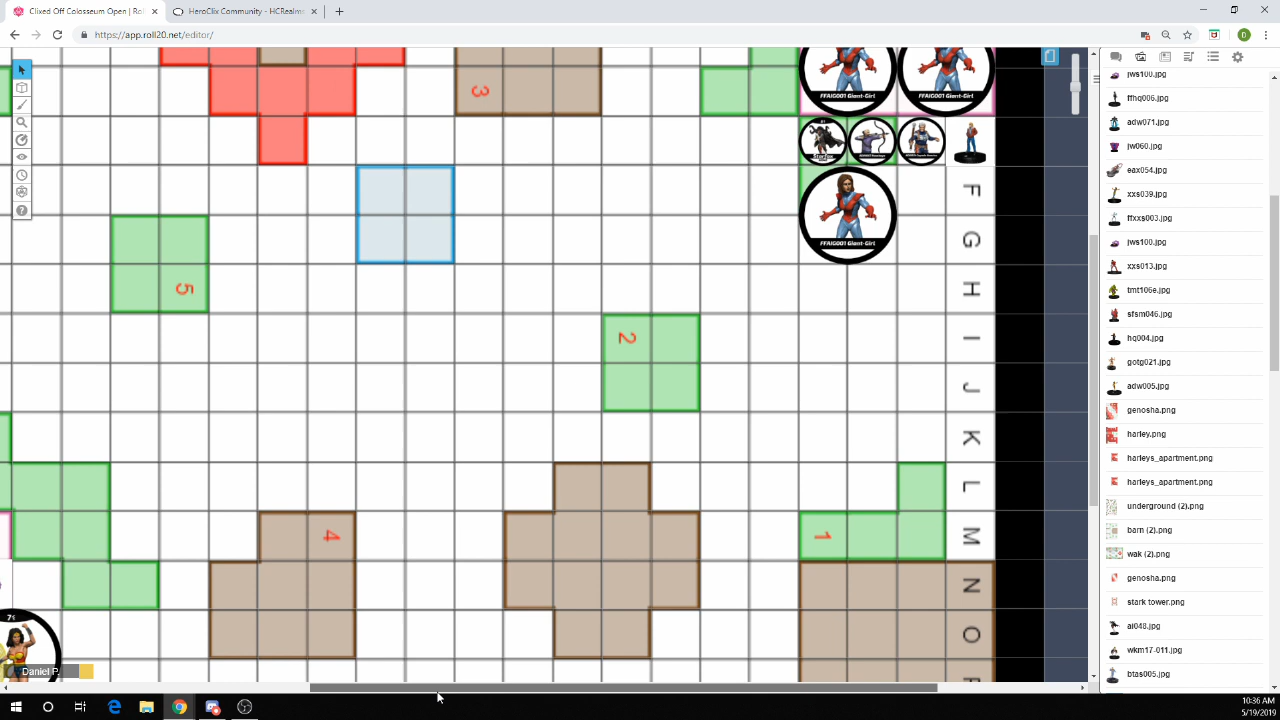 Clixed Off Colosseum Open | Roll
HeroClix Community - HCRealms
https://app.roll20.net/editor/
D
FFAIG001 Giant-Girl
FFAIG001 Giant-Girl
3
StarFox
F
FFAIG001 Giant-Girl
G
5
H
2
I
J
K
L
4
1
M
N
O
Daniel P.
jws100.jpg
ffhq006.jpg
adw071.jpg
jw060.jpg
eax054.jpg
xxs039.jpg
ffxxs003.jpg
jws100.jpg
xxs013.jpg
tmt106e.jpg
sfsm046.jpg
hq004.jpg
gotg021.jpg
adw005.jpg
genosha.png
harley.png
harleys_apartment.png
harleys_apartment.png
underground (2).png
barn (2).png
wak (2).png
genosha.png
stark tower.png
ai048.jpg
wkm17-011.jpg
btas005.jpg
10:36 AM
5/19/2019